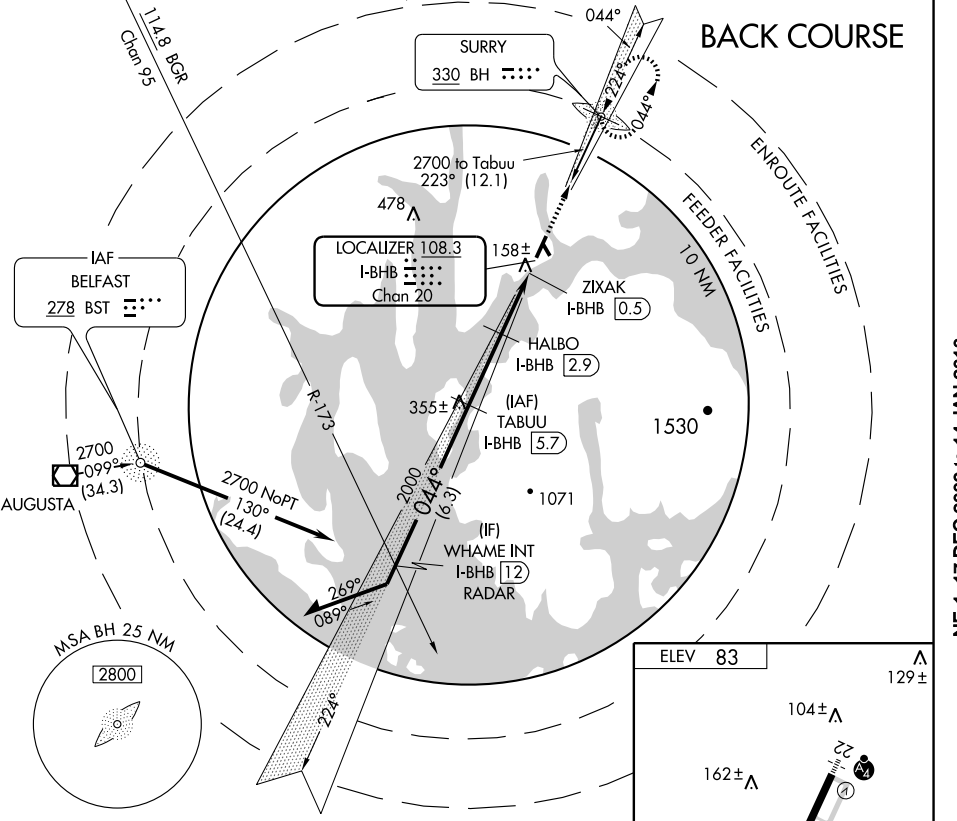 BACK COURSE
114.8 BGR
Chan 95
044°
SURRY
330 BH
224°
044°
2700 to Tabuu
223° (12.1)
ENROUTE FACILITIES
FEEDER FACILITIES
10 NM
478
LOCALIZER 108.3
I-BHB
Chan 20
158±
ZIXAK
I-BHB 0.5
IAF
BELFAST
278 BST
HALBO
I-BHB 2.9
R-173
355±
(IAF)
TABUU
I-BHB 5.7
1530
2700
099°
(34.3)
AUGUSTA
2700 NoPT
130°
(24.4)
2000
044°
(6.3)
1071
(IF)
WHAME INT
I-BHB 12
RADAR
269°
089°
224°
MSA BH 25 NM
2800
ELEV 83
129±
104±
162±
22
A4